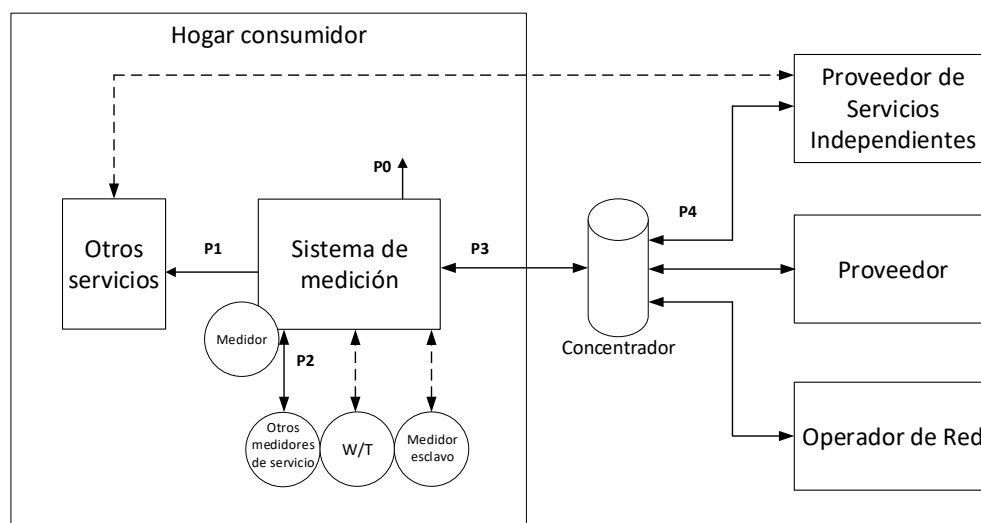 Hogar consumidor
Proveedor de
Servicios
Independientes
P0
P4
Otros
servicios
P1
Sistema de
medición
P3
Proveedor
Medidor
Concentrador
P2
Otros
medidores
de servicio
W/T
Medidor
esclavo
Operador de Red